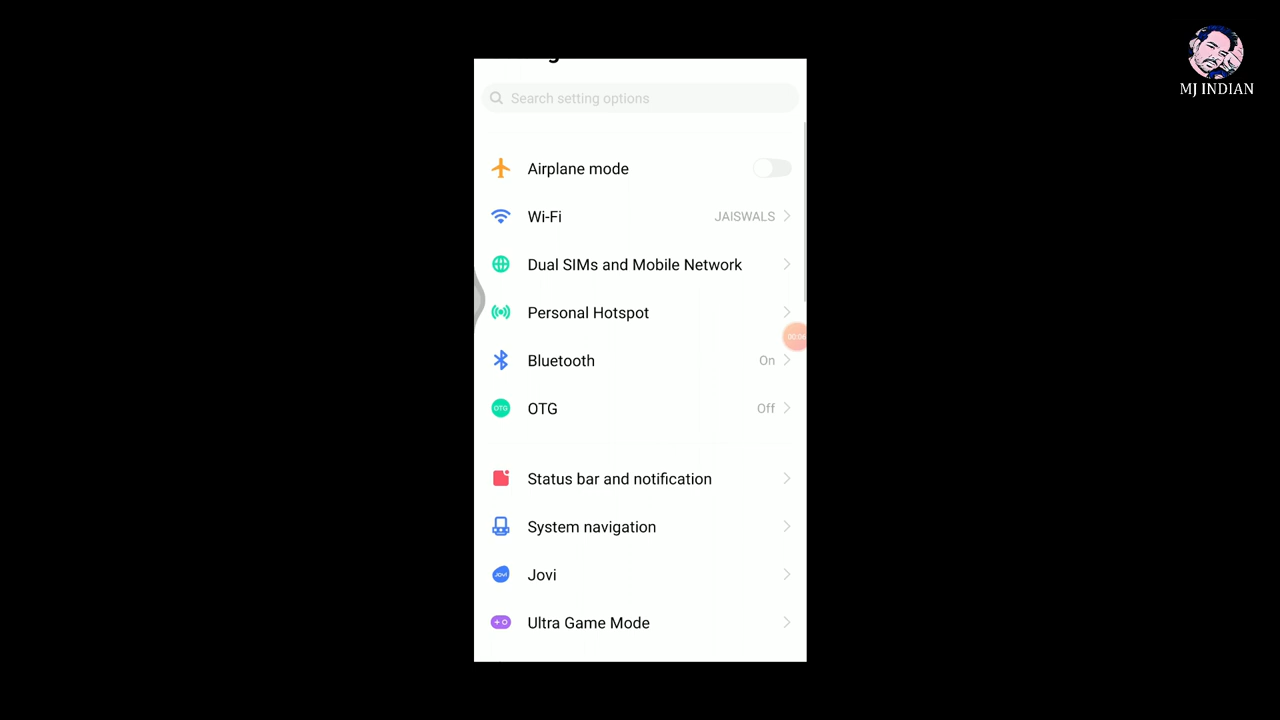 MJ INDIAN
Search setting options
Airplane mode
Wi-Fi JAISWALS
Dual SIMs and Mobile Network
Personal Hotspot
Bluetooth On
OTG Off
Status bar and notification
System navigation
Jovi
Ultra Game Mode